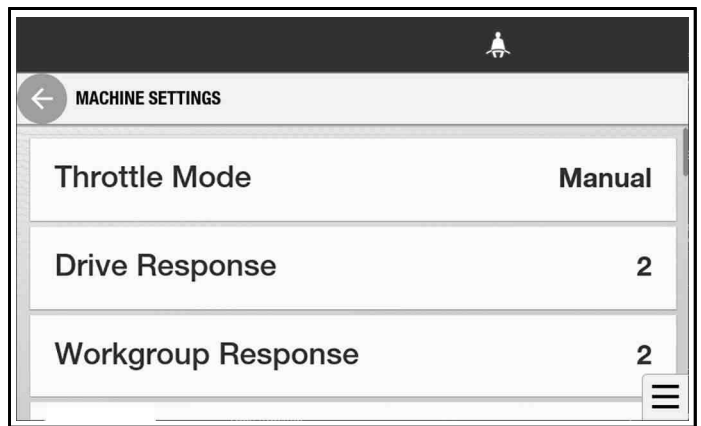 MACHINE SETTINGS
Throttle Mode Manual
Drive Response 2
Workgroup Response 2